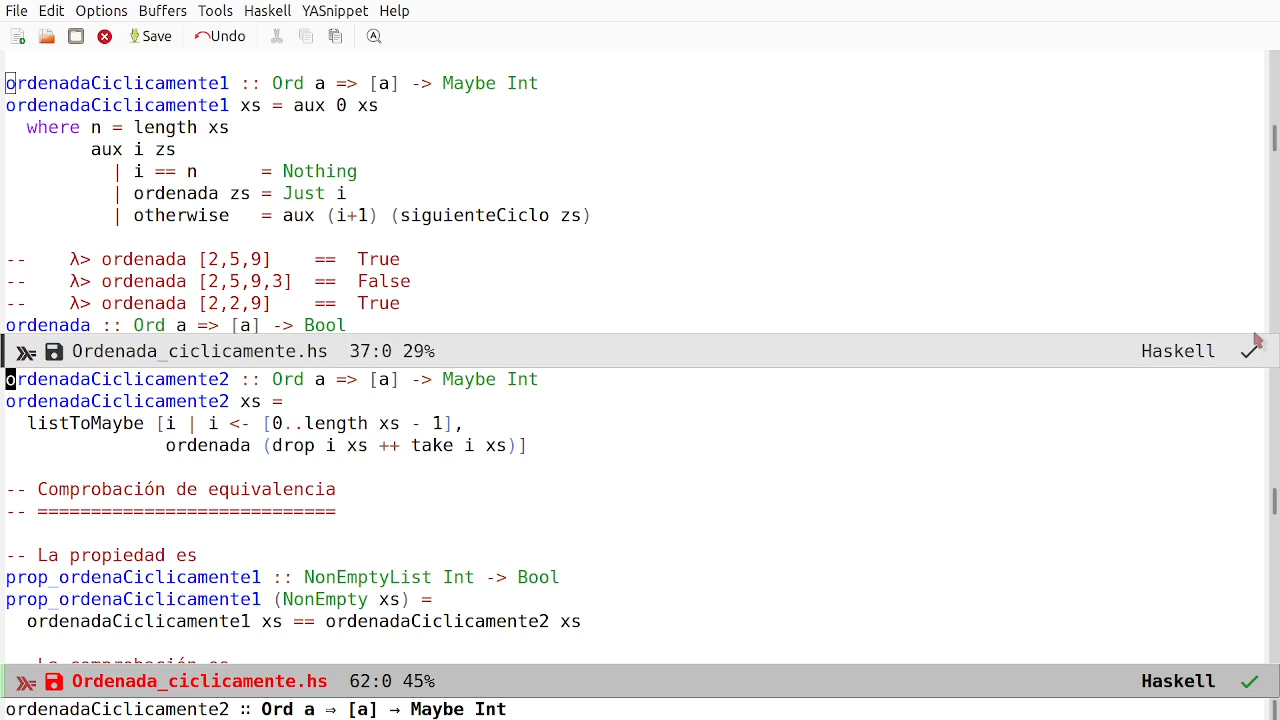 File Edit Options Buffers Tools Haskell YASnippet Help
Save Undo
ordenadaCiclicamente1 :: Ord a => [a] -> Maybe Int
ordenadaCiclicamente1 xs = aux 0 xs
  where n = length xs
        aux i zs
          | i == n      = Nothing
          | ordenada zs = Just i
          | otherwise   = aux (i+1) (siguienteCiclo zs)
--    λ> ordenada [2,5,9]    ==  True
--    λ> ordenada [2,5,9,3]  ==  False
--    λ> ordenada [2,2,9]    ==  True
ordenada :: Ord a => [a] -> Bool
Ordenada_ciclicamente.hs  37:0 29% Haskell
ordenadaCiclicamente2 :: Ord a => [a] -> Maybe Int
ordenadaCiclicamente2 xs =
  listToMaybe [i | i <- [0..length xs - 1],
               ordenada (drop i xs ++ take i xs)]
-- Comprobación de equivalencia
-- ============================
-- La propiedad es
prop_ordenaCiclicamente1 :: NonEmptyList Int -> Bool
prop_ordenaCiclicamente1 (NonEmpty xs) =
  ordenadaCiclicamente1 xs == ordenadaCiclicamente2 xs
-- La comprobación es
Ordenada_ciclicamente.hs  62:0 45% Haskell
ordenadaCiclicamente2 ∷ Ord a ⇒ [a] → Maybe Int